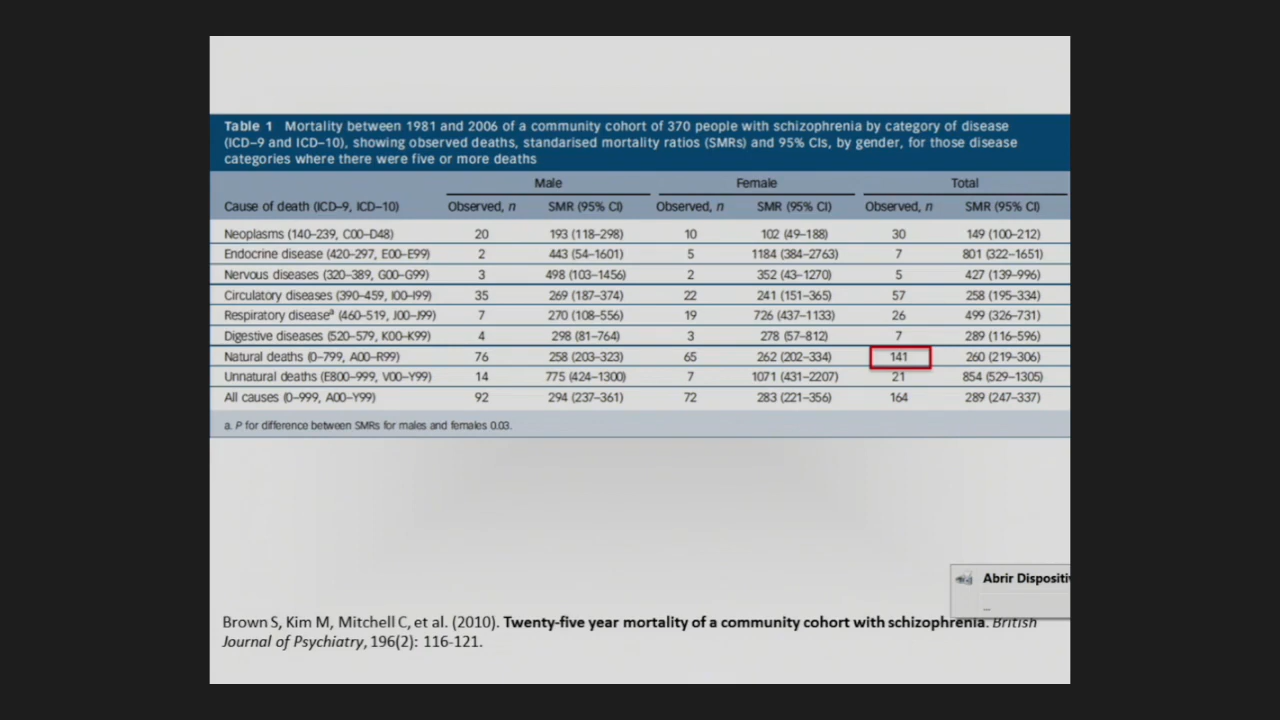 Table 1 Mortality between 1981 and 2006 of a community cohort of 370 people with schizophrenia by category of disease
(ICD–9 and ICD–10), showing observed deaths, standarised mortality ratios (SMRs) and 95% CIs, by gender, for those disease
categories where there were five or more deaths
Male Female Total
Cause of death (ICD–9, ICD–10) Observed, n SMR (95% CI) Observed, n SMR (95% CI) Observed, n SMR (95% CI)
Neoplasms (140–239, C00–D48) 20 193 (118–298) 10 102 (49–188) 30 149 (100–212)
Endocrine disease (420–297, E00–E99) 2 443 (54–1601) 5 1184 (384–2763) 7 801 (322–1651)
Nervous diseases (320–389, G00–G99) 3 498 (103–1456) 2 352 (43–1270) 5 427 (139–996)
Circulatory diseases (390–459, I00–I99) 35 269 (187–374) 22 241 (151–365) 57 258 (195–334)
Respiratory diseaseᵃ (460–519, J00–J99) 7 270 (108–556) 19 726 (437–1133) 26 499 (326–731)
Digestive diseases (520–579, K00–K99) 4 298 (81–764) 3 278 (57–812) 7 289 (116–596)
Natural deaths (0–799, A00–R99) 76 258 (203–323) 65 262 (202–334) 141 260 (219–306)
Unnatural deaths (E800–999, V00–Y99) 14 775 (424–1300) 7 1071 (431–2207) 21 854 (529–1305)
All causes (0–999, A00–Y99) 92 294 (237–361) 72 283 (221–356) 164 289 (247–337)
a. P for difference between SMRs for males and females 0.03.
Abrir Dispositi
Brown S, Kim M, Mitchell C, et al. (2010). Twenty-five year mortality of a community cohort with schizophrenia. British
Journal of Psychiatry, 196(2): 116-121.